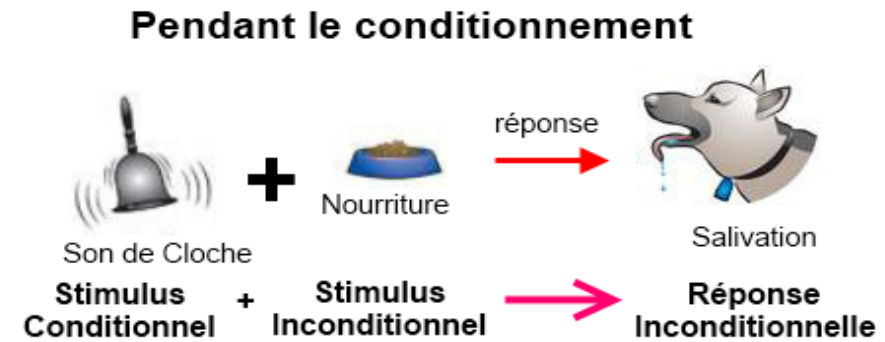 Pendant le conditionnement
réponse
+
Nourriture
Salivation
Son de Cloche
Stimulus Conditionnel
+
Stimulus Inconditionnel
Réponse Inconditionnelle